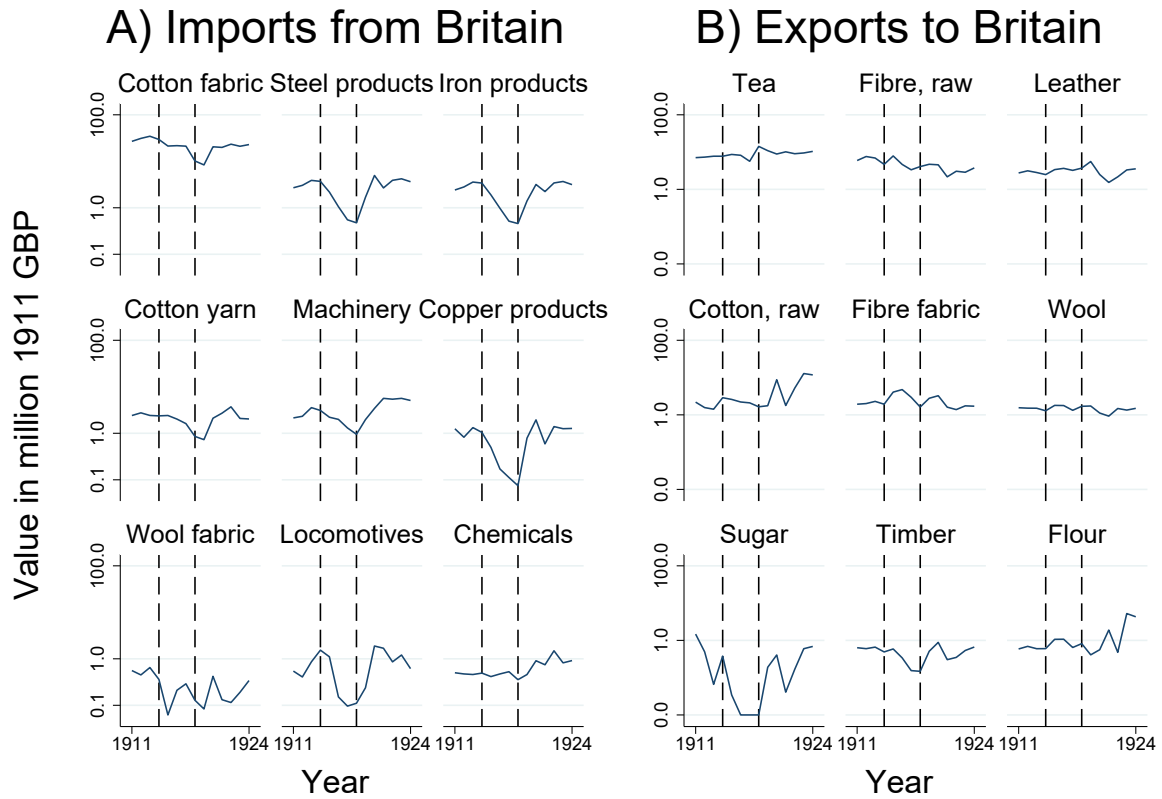 A) Imports from Britain
B) Exports to Britain
Value in million 1911 GBP
Cotton fabric Steel products Iron products
100.0
1.0
0.1
Cotton yarn Machinery Copper products
100.0
1.0
0.1
Wool fabric Locomotives Chemicals
100.0
1.0
0.1
1911 1924 1911 1924 1911 1924
Year
Tea Fibre, raw Leather
100.0
1.0
0.0
Cotton, raw Fibre fabric Wool
100.0
1.0
0.0
Sugar Timber Flour
100.0
1.0
0.0
1911 1924 1911 1924 1911 1924
Year